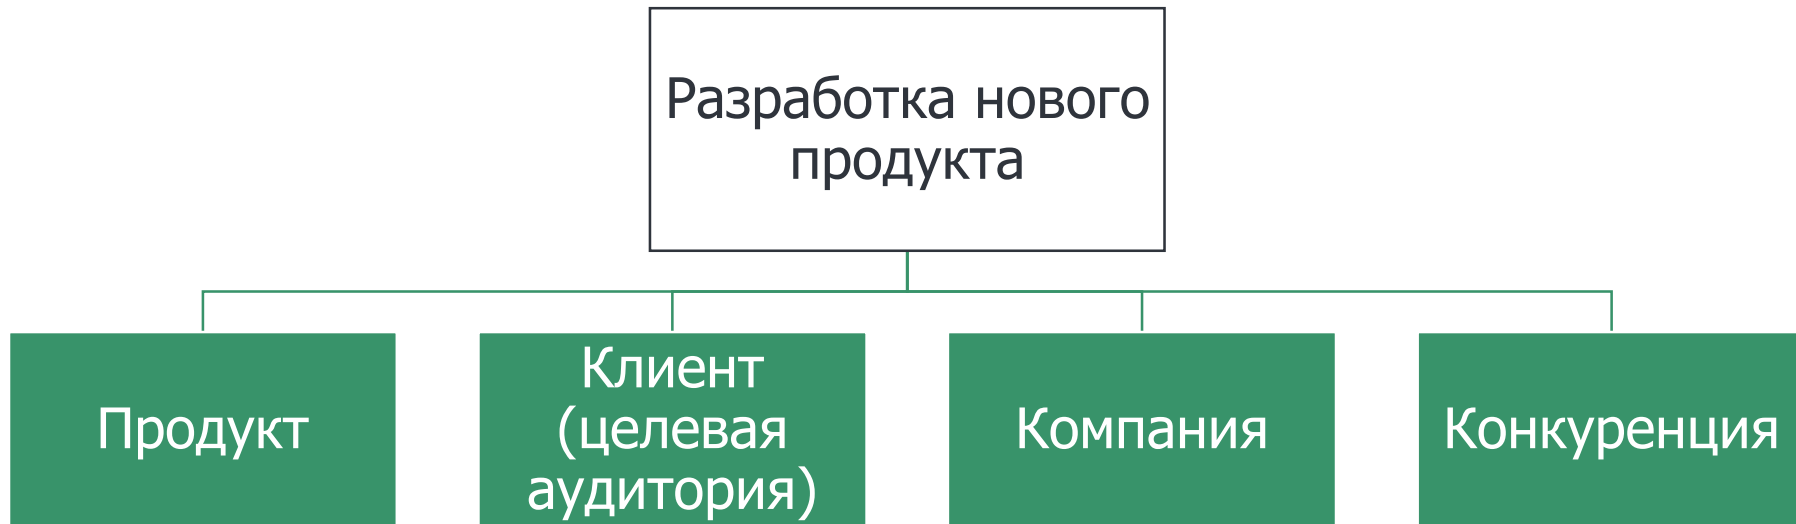 Разработка нового
продукта
Продукт
Клиент
(целевая
аудитория)
Компания
Конкуренция